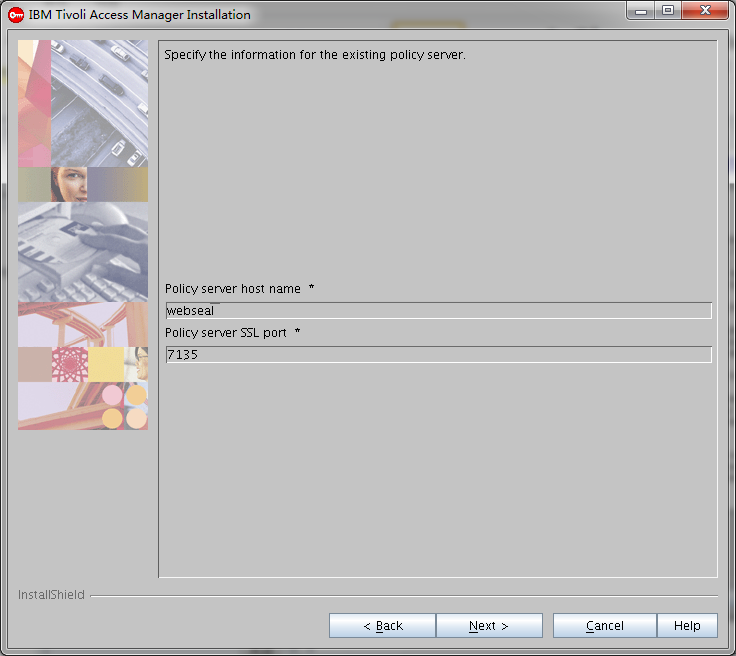 IBM Tivoli Access Manager Installation
Specify the information for the existing policy server.
Policy server host name *
webseal
Policy server SSL port *
7135
InstallShield
< Back
Next >
Cancel
Help